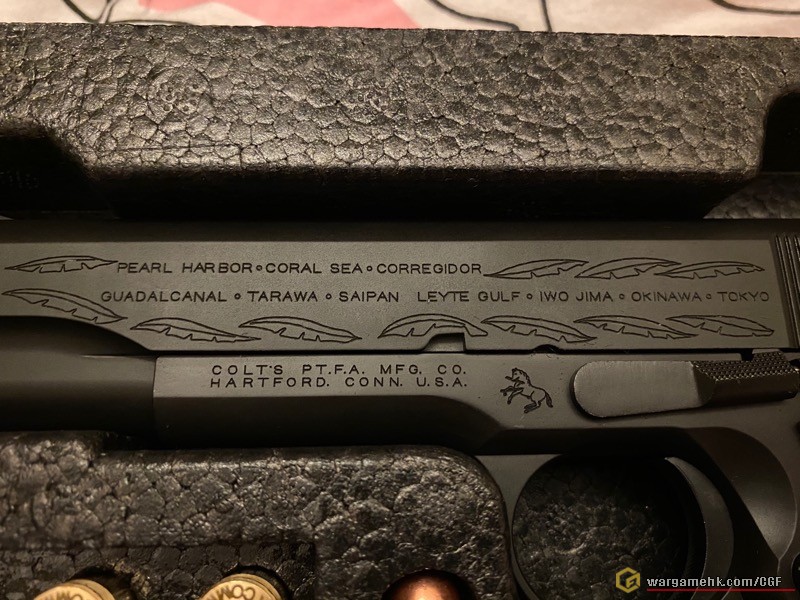 PEARL HARBOR∘CORAL SEA∘CORREGIDOR
GUADALCANAL ∘ TARAWA ∘ SAIPAN LEYTE GULF ∘ IWO JIMA ∘ OKINAWA ∘ TOKYO
COLT'S PT.F.A. MFG. CO.
HARTFORD. CONN. U.S.A.
wargamehk.com/CGF